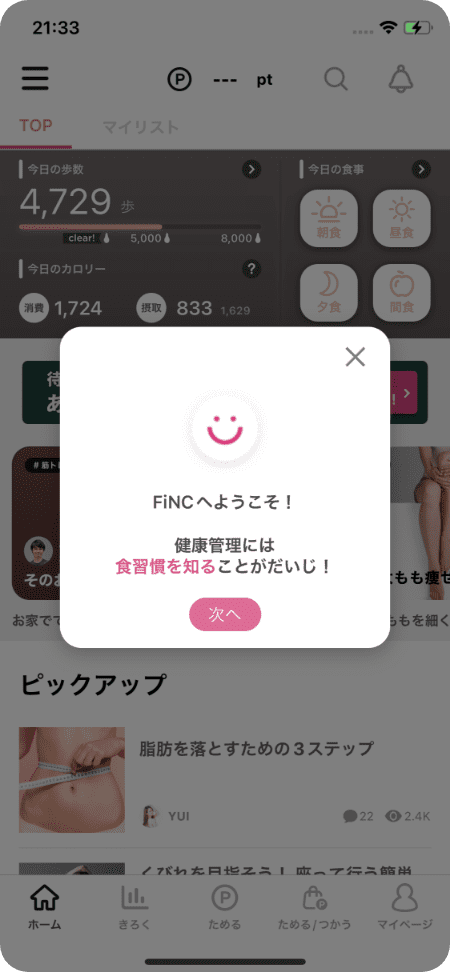 21:33
P --- pt
TOP マイリスト
今日の歩数
4,729 歩
clear! 5,000 8,000
今日のカロリー ?
消費 1,724 摂取 833 1,629
今日の食事
朝食 昼食
夕食 間食
待
あ
!
FiNCへようこそ！
健康管理には
食習慣を知ることがだいじ！
次へ
#筋ト
そのお
お家で
もも痩せ
ももを細く
ピックアップ
脂肪を落とすための3ステップ
YUI 22 2.4K
くびれを目指そう！座って行う簡単
ホーム きろく ためる ためる/つかう マイページ